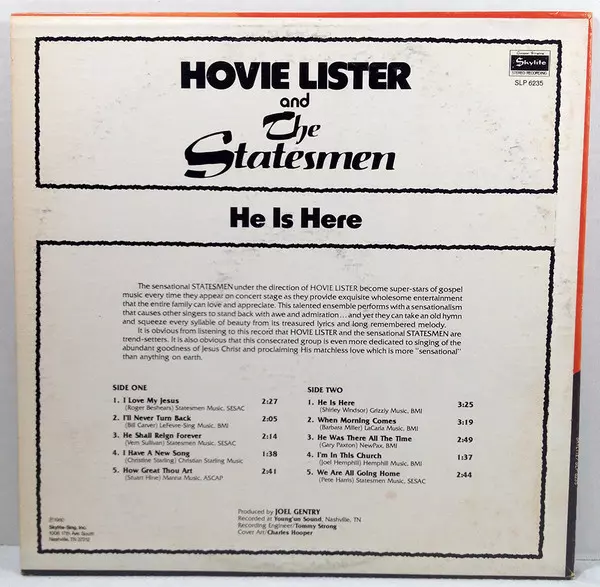 HOVIE LISTER
and
The
Statesmen
Skylite
STEREO RECORDING
SLP 6235
He Is Here
The sensational STATESMEN under the direction of HOVIE LISTER become super-stars of gospel
music every time they appear on concert stage as they provide exquisite wholesome entertainment
that the entire family can love and appreciate. This talented ensemble performs with a sensationalism
that causes other singers to stand back with awe and admiration...and yet they can take an old hymn
and squeeze every syllable of beauty from its treasured lyrics and long remembered melody.
It is obvious from listening to this record that HOVIE LISTER and the sensational STATESMEN are
trend-setters. It is also obvious that this consecrated group is even more dedicated to singing of the
abundant goodness of Jesus Christ and proclaiming His matchless love which is more "sensational"
than anything on earth.
SIDE ONE
1. I Love My Jesus 2:27
(Roger Beshears) Statesmen Music, SESAC
2. I'll Never Turn Back 2:05
(Bill Carver) LeFevre-Sing Music, BMI
3. He Shall Reign Forever 2:14
(Vern Sullivan) Statesmen Music, SESAC
4. I Have A New Song 1:38
(Christine Starling) Christian Starling Music
5. How Great Thou Art 2:41
(Stuart Hine) Manna Music, ASCAP
SIDE TWO
1. He Is Here 3:25
(Shirley Windsor) Grizzly Music, BMI
2. When Morning Comes 3:19
(Barbara Miller) LaCarla Music, BMI
3. He Was There All The Time 2:49
(Gary Paxton) NewPax, BMI
4. I'm In This Church 1:37
(Joel Hemphill) Hemphill Music, BMI
5. We Are All Going Home 2:44
(Pete Harris) Statesmen Music, SESAC
Produced by JOEL GENTRY
Recorded at Young'un Sound, Nashville, TN
Recording Engineer/Tommy Strong
Cover Art/Charles Hooper
℗1980
Skylite-Sing, Inc.
1008 17th Ave. South
Nashville, TN 37212